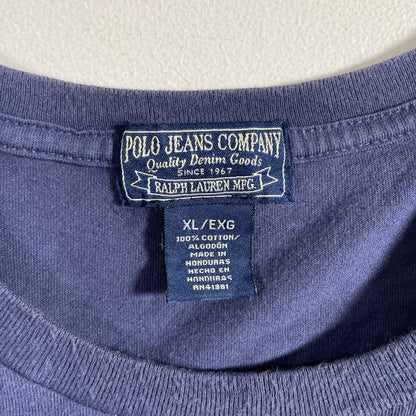 POLO JEANS COMPANY
Quality Denim Goods
SINCE 1967
RALPH LAUREN MFG.
XL/EXG
100% COTTON/
ALGODÓN
MADE IN
HONDURAS
HECHO EN
HONDURAS
RN41381